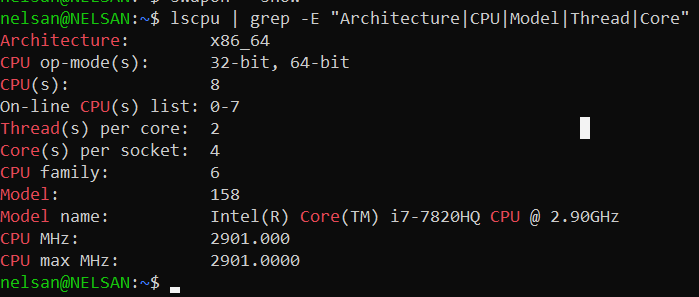 nelsan@NELSAN:~$ lscpu | grep -E "Architecture|CPU|Model|Thread|Core"
Architecture: x86_64
CPU op-mode(s): 32-bit, 64-bit
CPU(s): 8
On-line CPU(s) list: 0-7
Thread(s) per core: 2
Core(s) per socket: 4
CPU family: 6
Model: 158
Model name: Intel(R) Core(TM) i7-7820HQ CPU @ 2.90GHz
CPU MHz: 2901.000
CPU max MHz: 2901.0000
nelsan@NELSAN:~$